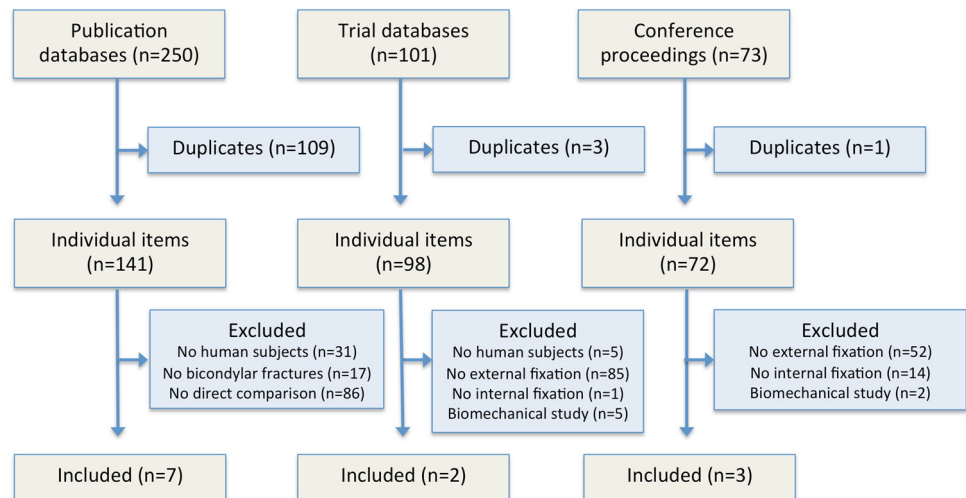 Publication
databases (n=250)
Trial databases
(n=101)
Conference
proceedings (n=73)
Duplicates (n=109)
Duplicates (n=3)
Duplicates (n=1)
Individual items
(n=141)
Individual items
(n=98)
Individual items
(n=72)
Excluded
No human subjects (n=31)
No bicondylar fractures (n=17)
No direct comparison (n=86)
Excluded
No human subjects (n=5)
No external fixation (n=85)
No internal fixation (n=1)
Biomechanical study (n=5)
Excluded
No external fixation (n=52)
No internal fixation (n=14)
Biomechanical study (n=2)
Included (n=7)
Included (n=2)
Included (n=3)